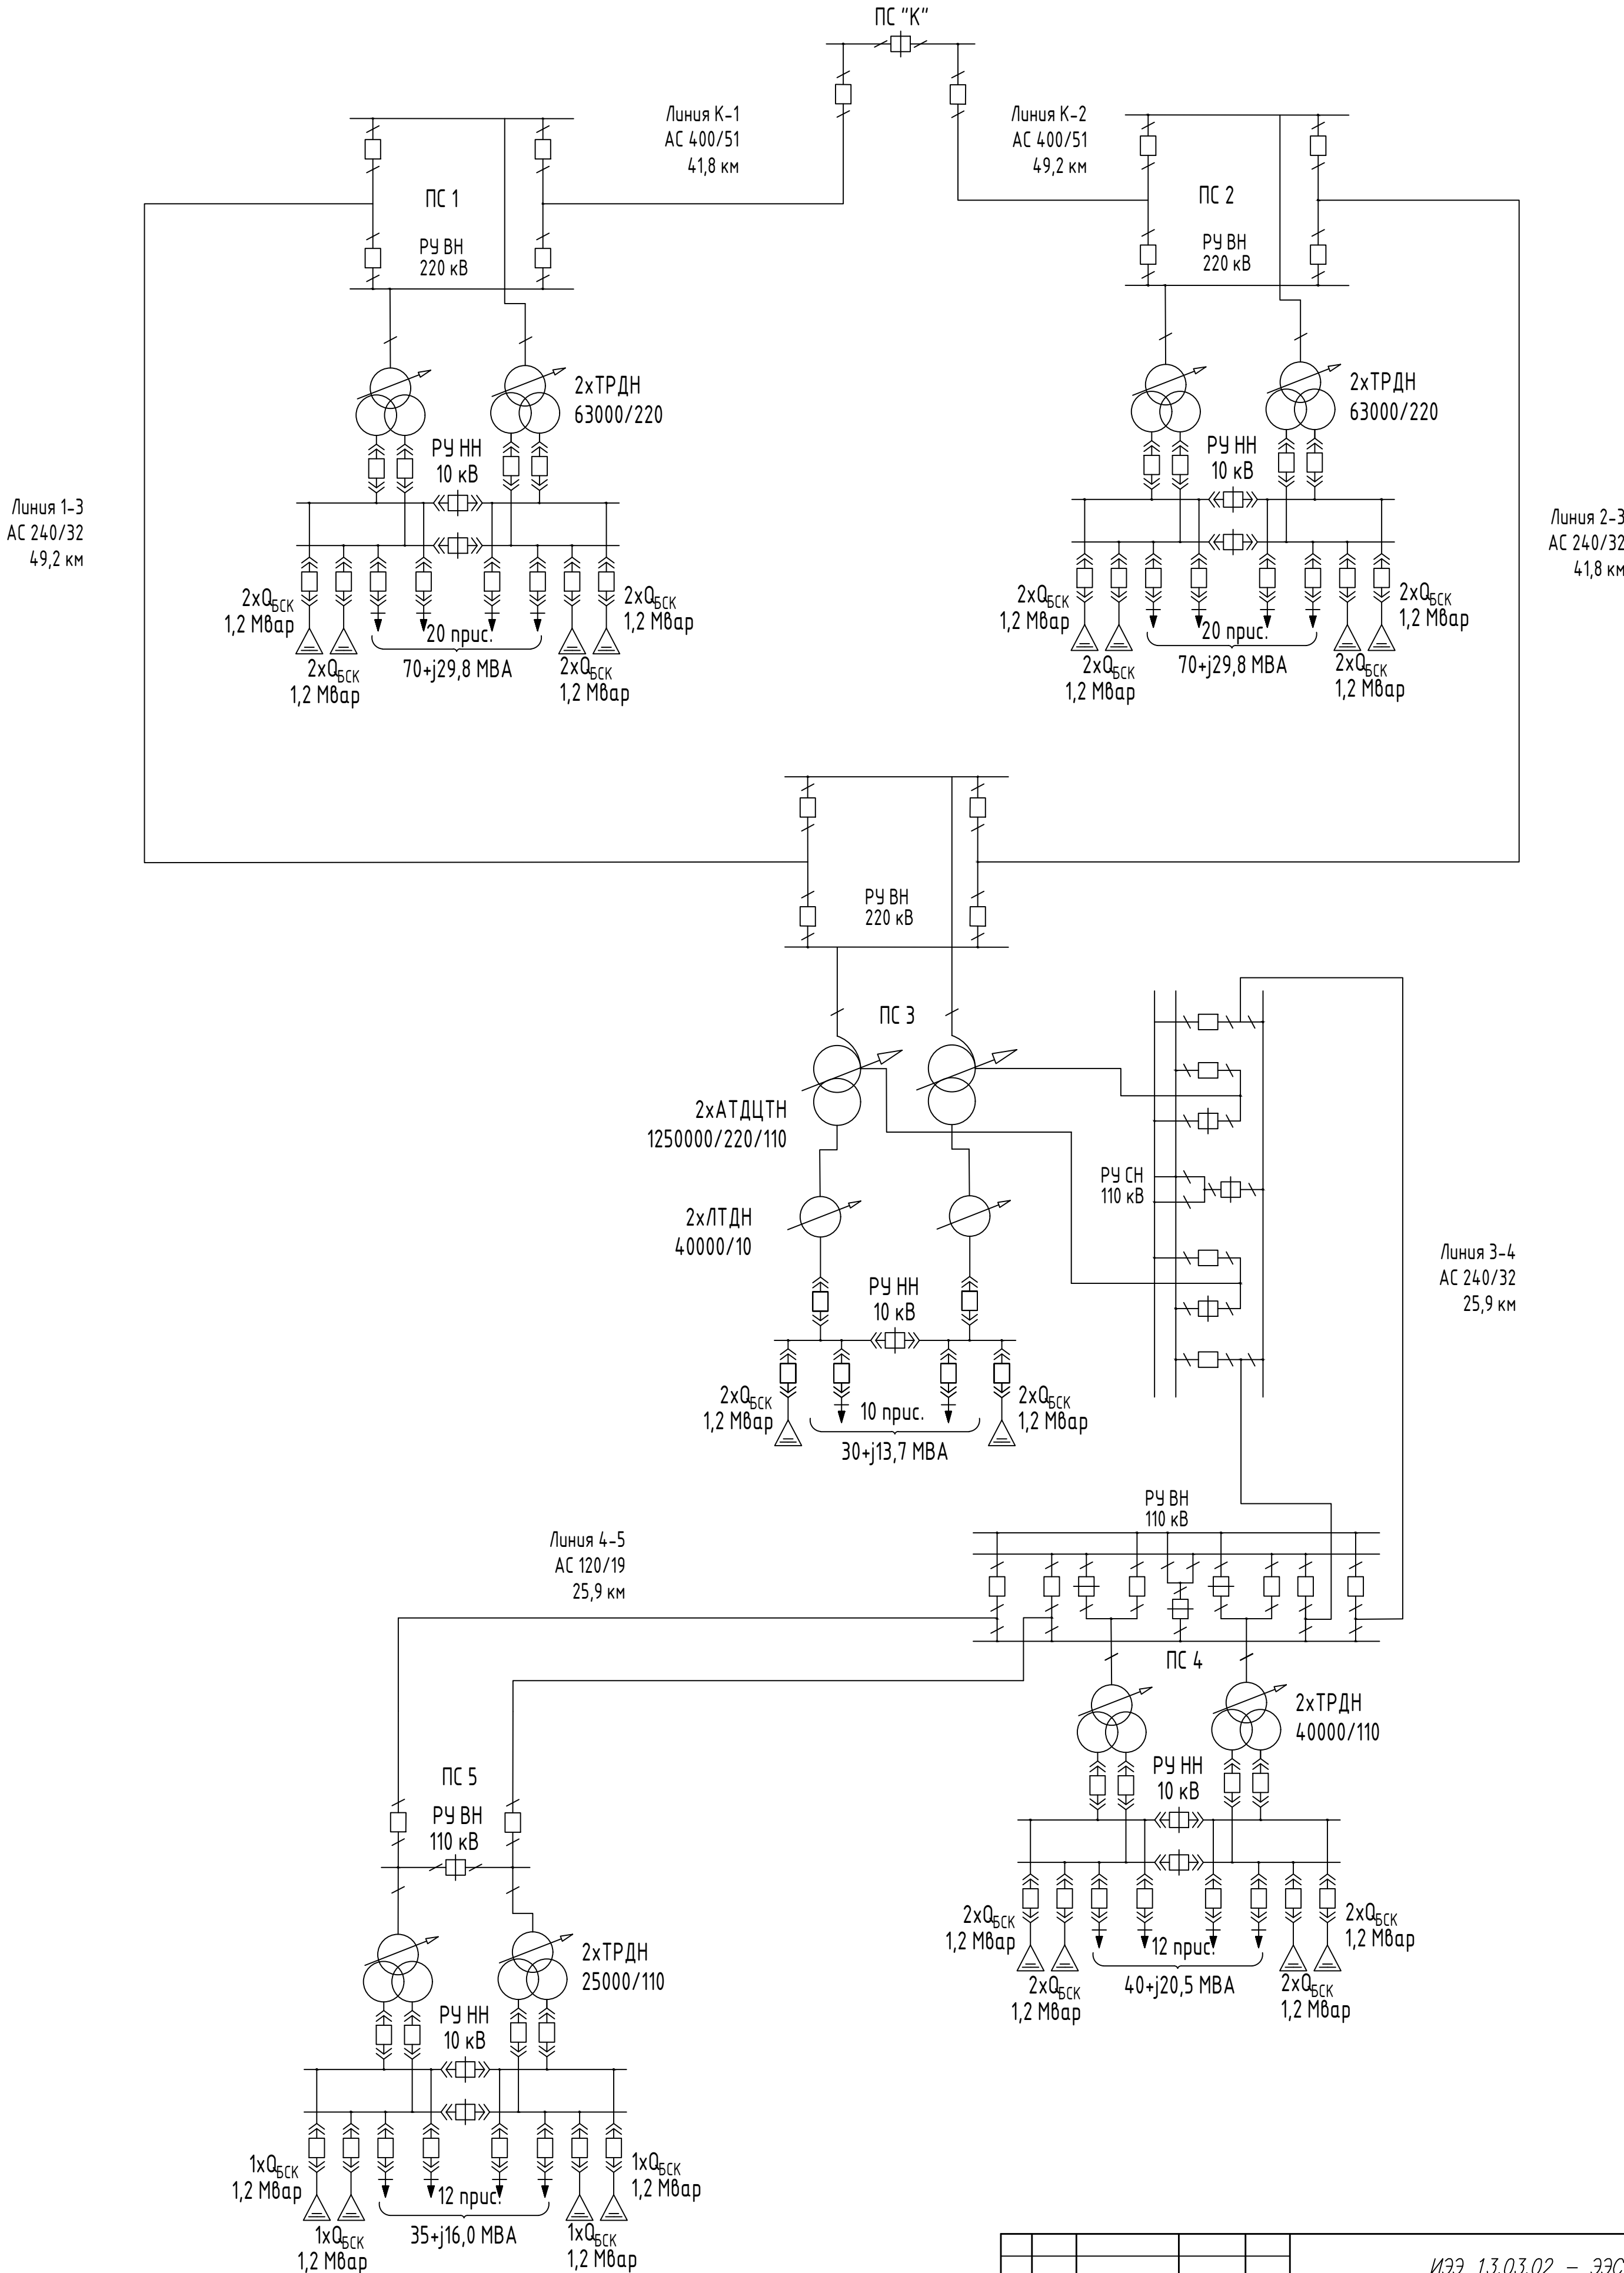 ПС "К"
Линия К-1
АС 400/51
41,8 км
Линия К-2
АС 400/51
49,2 км
ПС 1
РУ ВН
220 кВ
ПС 2
РУ ВН
220 кВ
2хТРДН
63000/220
2хТРДН
63000/220
РУ НН
10 кВ
РУ НН
10 кВ
Линия 1-3
АС 240/32
49,2 км
Линия 2-3
АС 240/32
41,8 км
2хQБСК
1,2 Мвар
2хQБСК
1,2 Мвар
20 прис.
2хQБСК
1,2 Мвар
70+j29,8 МВА
2хQБСК
1,2 Мвар
2хQБСК
1,2 Мвар
2хQБСК
1,2 Мвар
20 прис.
2хQБСК
1,2 Мвар
70+j29,8 МВА
2хQБСК
1,2 Мвар
РУ ВН
220 кВ
ПС 3
2хАТДЦТН
1250000/220/110
РУ СН
110 кВ
2хЛТДН
40000/10
Линия 3-4
АС 240/32
25,9 км
РУ НН
10 кВ
2хQБСК
1,2 Мвар
2хQБСК
1,2 Мвар
10 прис.
30+j13,7 МВА
РУ ВН
110 кВ
Линия 4-5
АС 120/19
25,9 км
ПС 4
2хТРДН
40000/110
РУ НН
10 кВ
ПС 5
РУ ВН
110 кВ
2хQБСК
1,2 Мвар
2хQБСК
1,2 Мвар
12 прис.
2хQБСК
1,2 Мвар
40+j20,5 МВА
2хQБСК
1,2 Мвар
2хТРДН
25000/110
РУ НН
10 кВ
1хQБСК
1,2 Мвар
1хQБСК
1,2 Мвар
12 прис.
1хQБСК
1,2 Мвар
35+j16,0 МВА
1хQБСК
1,2 Мвар
ИЭЭ 13.03.02 - ЭЭС